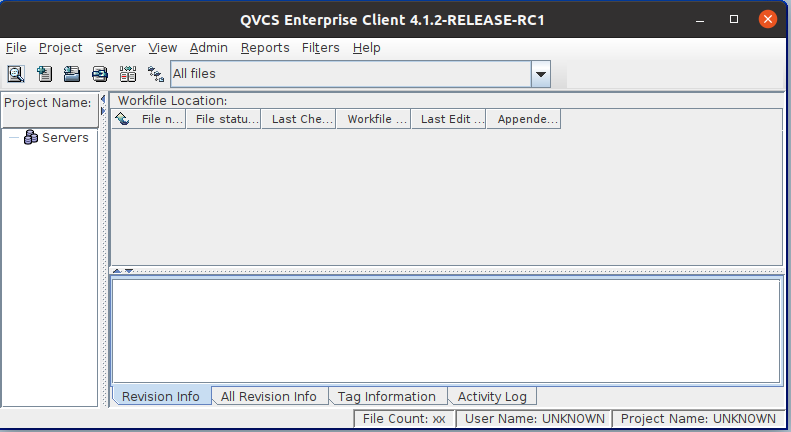 QVCS Enterprise Client 4.1.2-RELEASE-RC1
File Project Server View Admin Reports Filters Help
All files
Project Name:
Workfile Location:
File n... File statu... Last Che... Workfile ... Last Edit ... Appende...
Servers
Revision Info All Revision Info Tag Information Activity Log
File Count: xx User Name: UNKNOWN Project Name: UNKNOWN